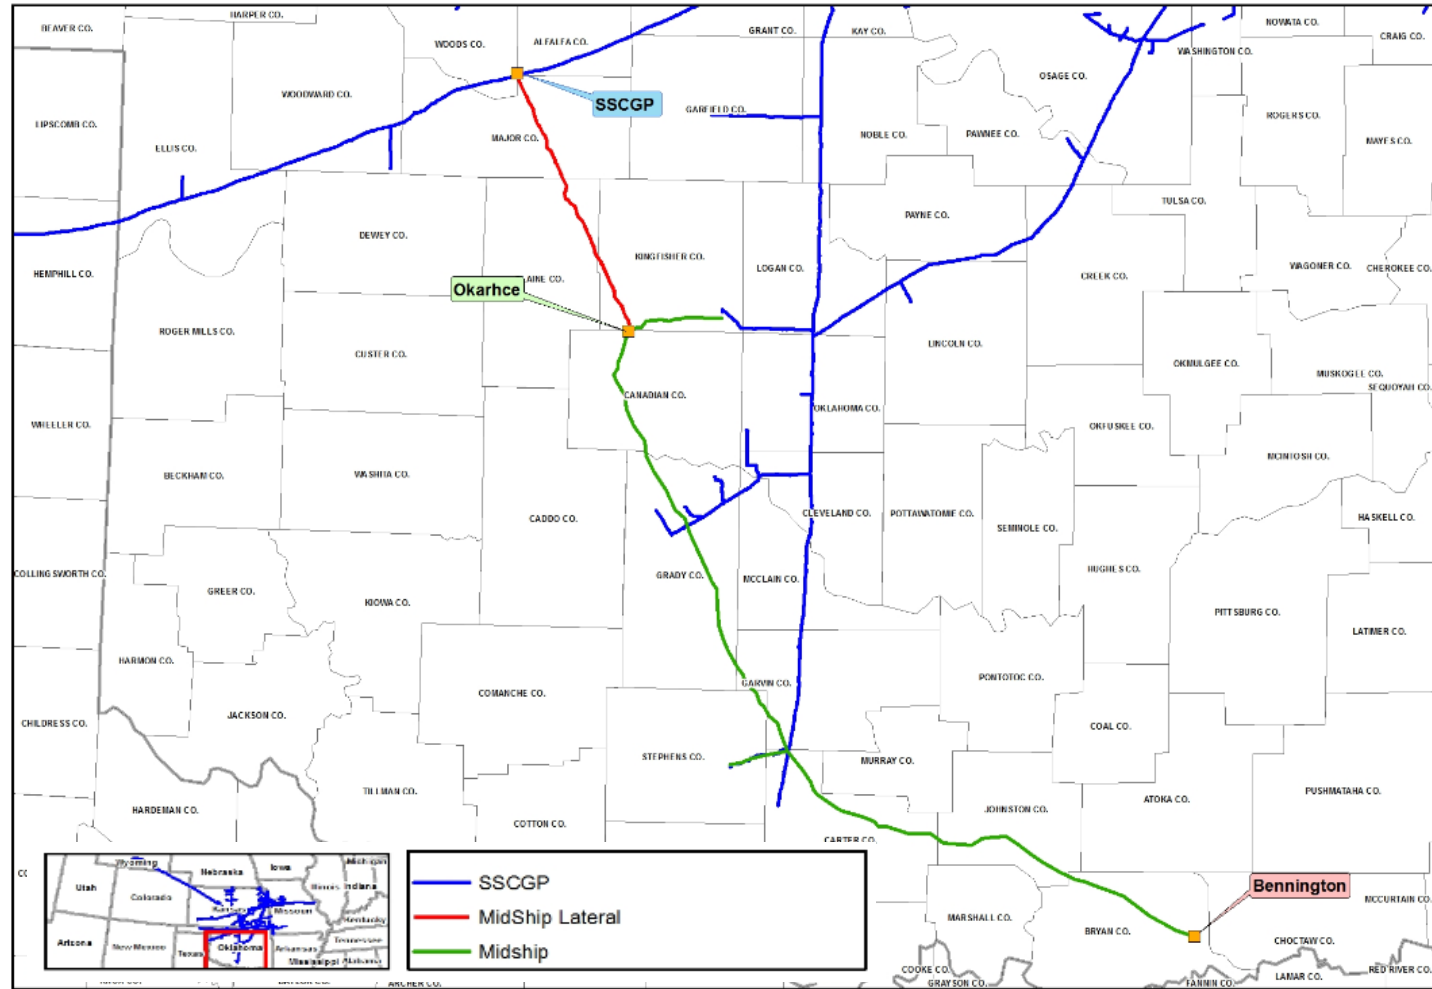 HARPER CO.
BEAVER CO.
WOODS CO.
ALFALFA CO.
GRANT CO.
KAY CO.
NOWATA CO.
CRAIG CO.
WASHINGTON CO.
OSAGE CO.
WOODWARD CO.
SSCGP
GARFIELD CO.
LIPSCOMB CO.
ELLIS CO.
MAJOR CO.
NOBLE CO.
PAWNEE CO.
ROGERS CO.
MAYES CO.
TULSA CO.
PAYNE CO.
DEWEY CO.
KINGFISHER CO.
LOGAN CO.
HEMPHILL CO.
AINE CO.
CREEK CO.
WAGONER CO.
CHEROKEE CO.
Okarhce
ROGER MILLS CO.
CUSTER CO.
LINCOLN CO.
OKMULGEE CO.
MUSKOGEE CO.
SEQUOYAH CO.
CANADIAN CO.
OKLAHOMA CO.
WHEELER CO.
OKFUSKEE CO.
MCINTOSH CO.
BECKHAM CO.
WASHITA CO.
CADDO CO.
CLEVELAND CO.
POTTAWATOMIE CO.
SEMINOLE CO.
HASKELL CO.
COLLINGSWORTH CO.
GREER CO.
KIOWA CO.
GRADY CO.
MCCLAIN CO.
HUGHES CO.
PITTSBURG CO.
LATIMER CO.
HARMON CO.
COMANCHE CO.
GARVIN CO.
PONTOTOC CO.
CHILDRESS CO.
JACKSON CO.
COAL CO.
STEPHENS CO.
MURRAY CO.
TILLMAN CO.
HARDEMAN CO.
COTTON CO.
CARTER CO.
JOHNSTON CO.
ATOKA CO.
PUSHMATAHA CO.
Bennington
MCCURTAIN CO.
MARSHALL CO.
BRYAN CO.
CHOCTAW CO.
COOKE CO.
GRAYSON CO.
FANNIN CO.
LAMAR CO.
RED RIVER CO.
ARCHER CO.
Wyoming
Nebraska
Iowa
Michigan
Utah
Colorado
Kansas
Missouri
Illinois
Indiana
Kentucky
Arizona
New Mexico
Texas
Oklahoma
Arkansas
Tennessee
Mississippi
Alabama
SSCGP
MidShip Lateral
Midship